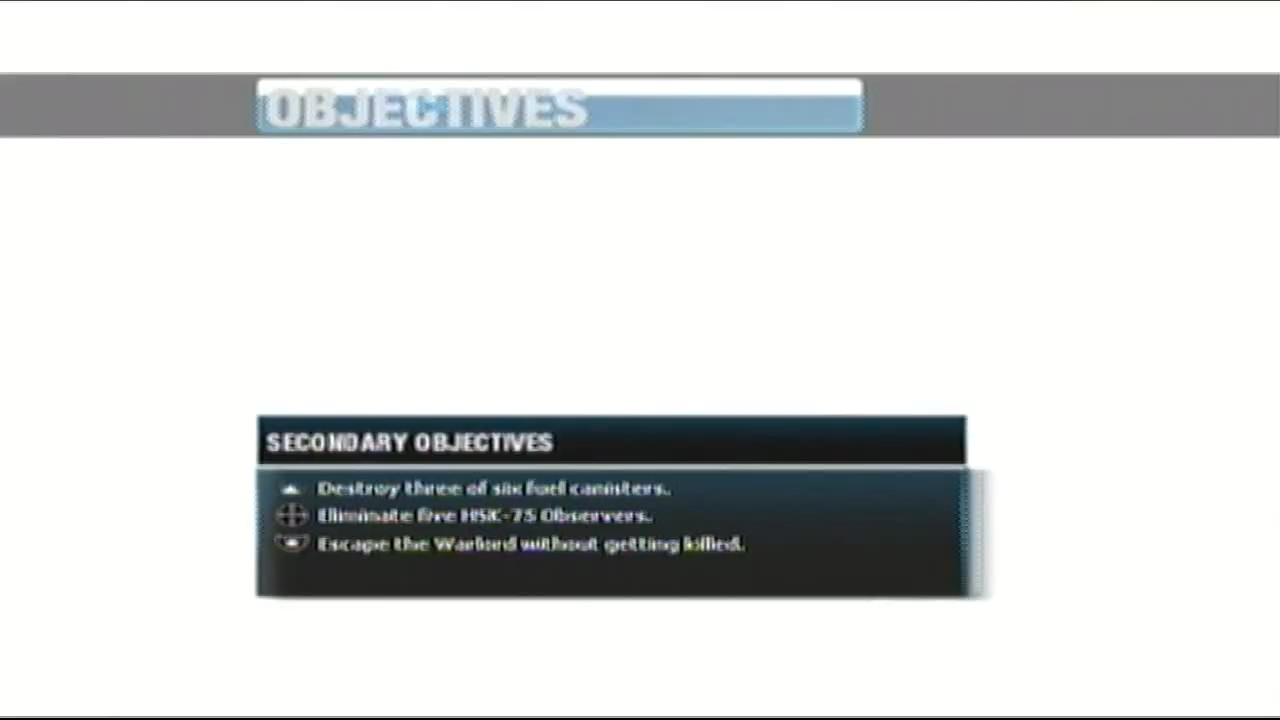 OBJECTIVES
SECONDARY OBJECTIVES
Destroy three of six fuel canisters.
Eliminate five HSK-75 Observers.
Escape the Warlord without getting killed.